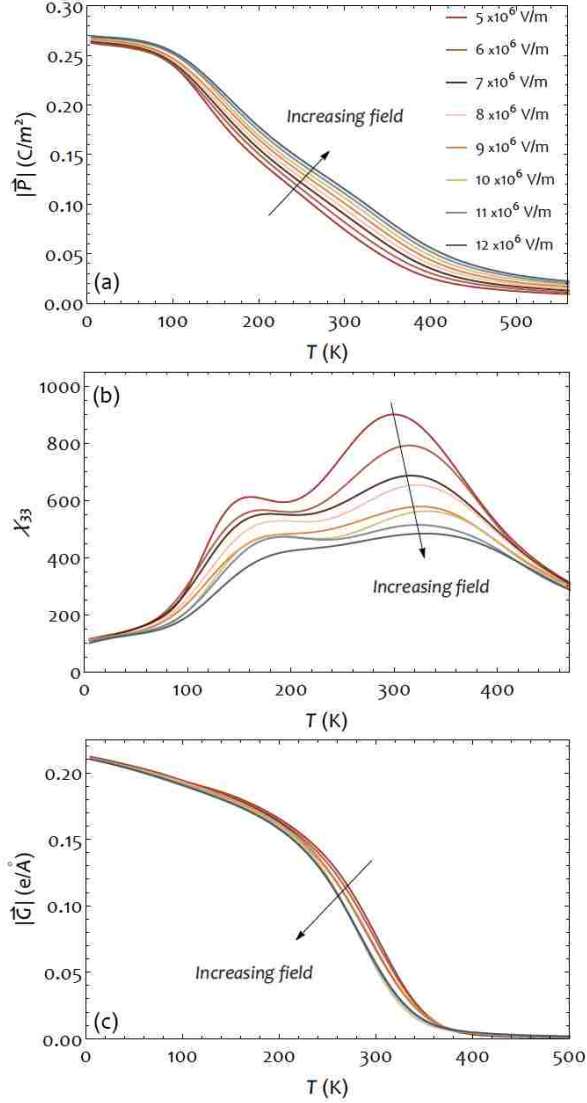 0.30
0.25
0.20
0.15
0.10
0.05
0.00
|P⃗| (C/m²)
5 x10⁶ V/m
6 x10⁶ V/m
7 x10⁶ V/m
8 x10⁶ V/m
9 x10⁶ V/m
10 x10⁶ V/m
11 x10⁶ V/m
12 x10⁶ V/m
Increasing field
(a)
0 100 200 300 400 500
T (K)
(b)
1000
800
600
400
200
0
χ₃₃
Increasing field
0 100 200 300 400
T (K)
0.20
0.15
0.10
0.05
0.00
|G⃗| (e/Å)
Increasing field
(c)
0 100 200 300 400 500
T (K)